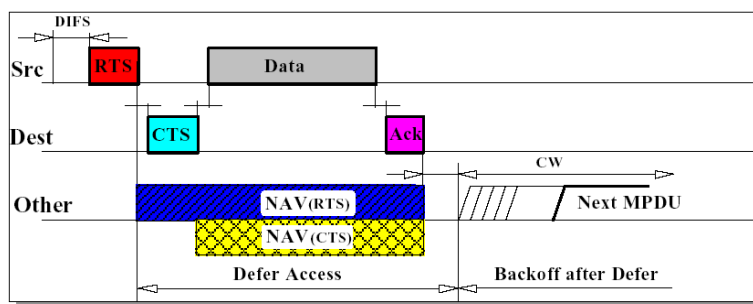 DIFS
Src
RTS
Data
Dest
CTS
Ack
CW
Other
NAV(RTS)
Next MPDU
NAV(CTS)
Defer Access
Backoff after Defer